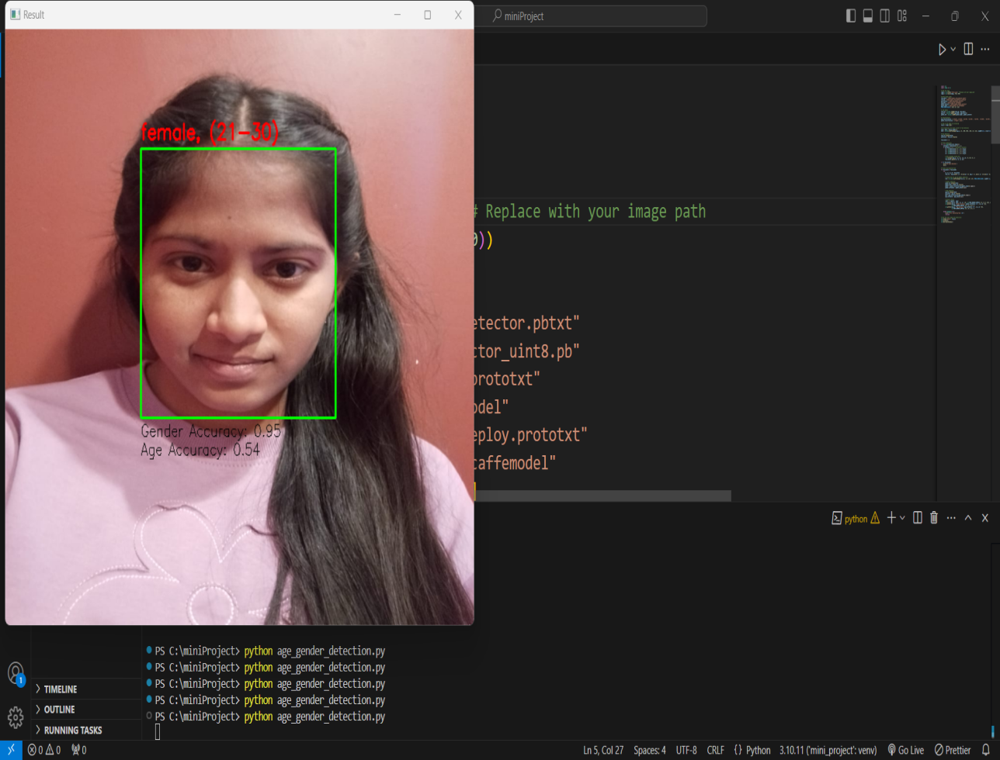 Result
miniProject
female, (21-30)
Gender Accuracy: 0.95
Age Accuracy: 0.54
# Replace with your image path
0))
etector.pbtxt"
ctor_uint8.pb"
prototxt"
odel"
eploy.prototxt"
caffemodel"
python
PS C:\miniProject> python age_gender_detection.py
PS C:\miniProject> python age_gender_detection.py
PS C:\miniProject> python age_gender_detection.py
PS C:\miniProject> python age_gender_detection.py
PS C:\miniProject> python age_gender_detection.py
1
TIMELINE
OUTLINE
RUNNING TASKS
0 0 0 Ln 5, Col 27 Spaces: 4 UTF-8 CRLF {} Python 3.10.11 ('mini_project': venv) Go Live Prettier